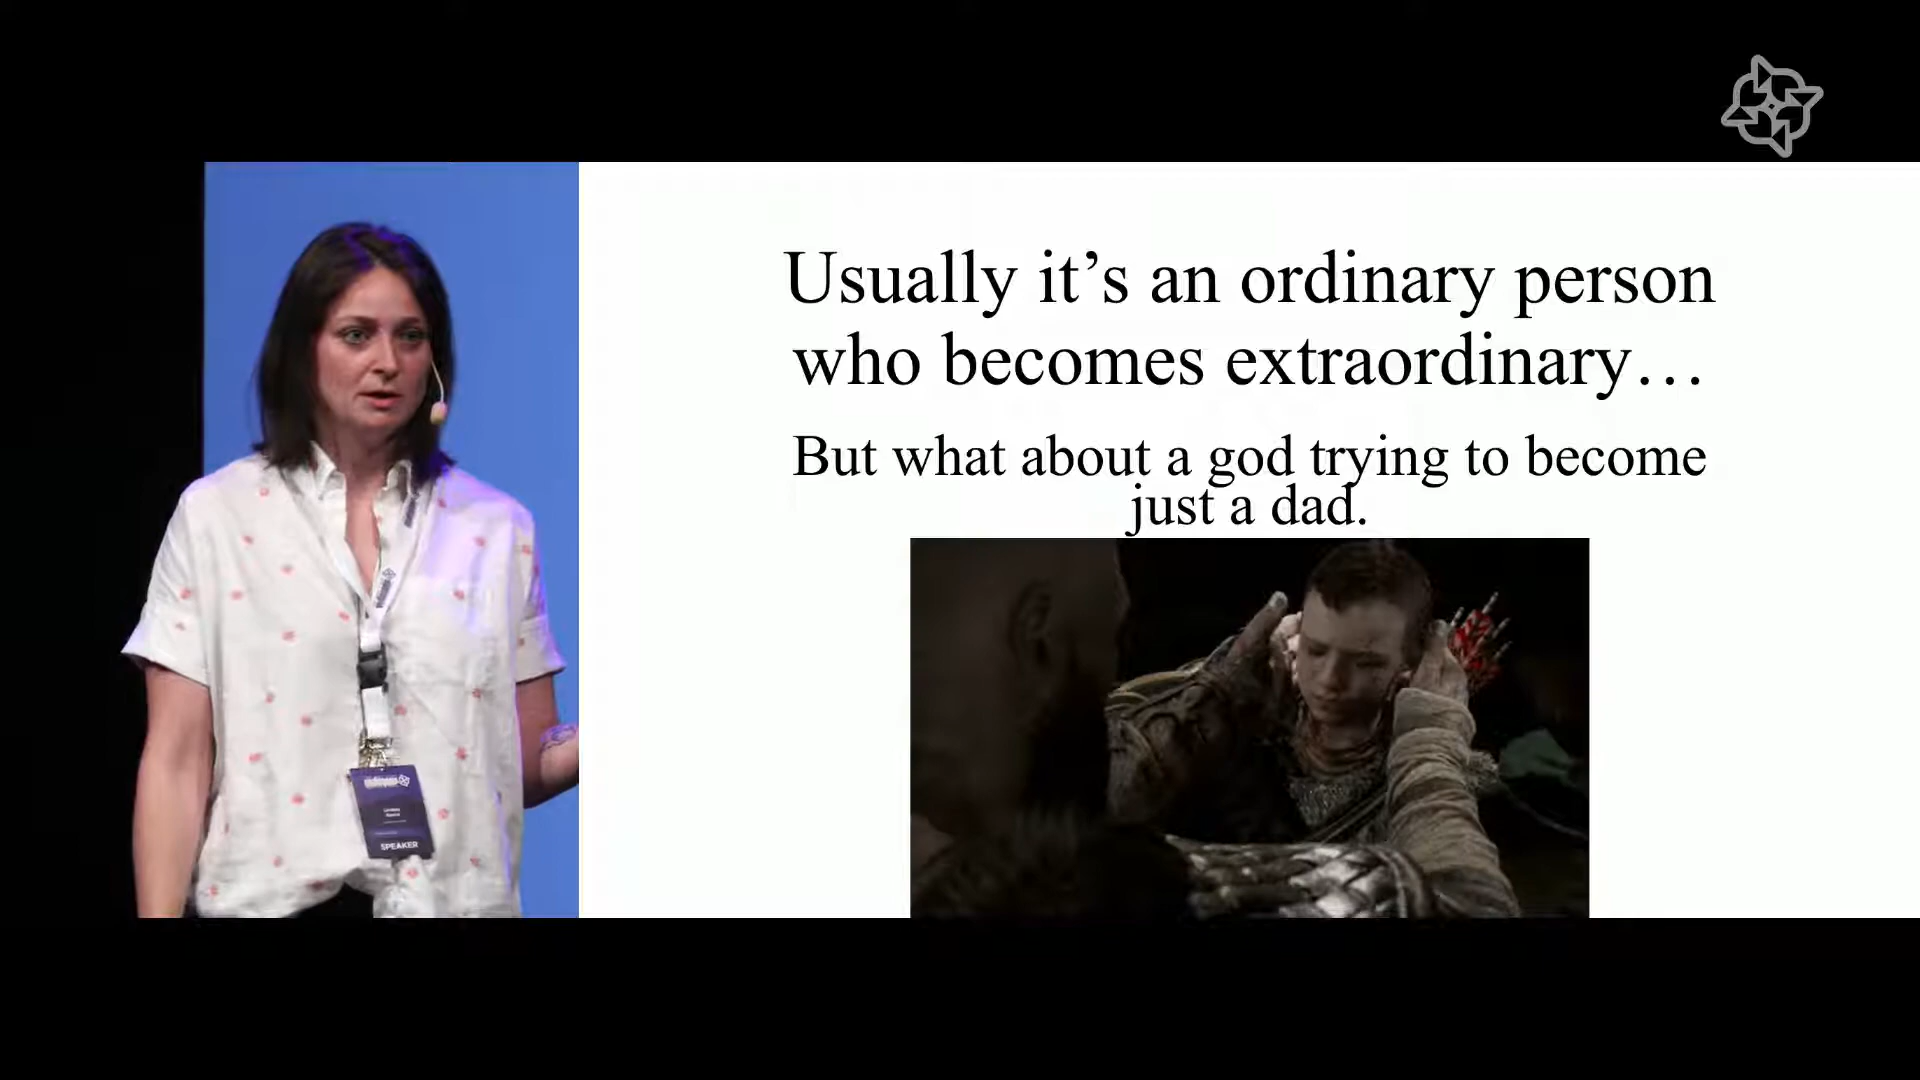 Usually it’s an ordinary person
who becomes extraordinary…
But what about a god trying to become
just a dad.
SPEAKER